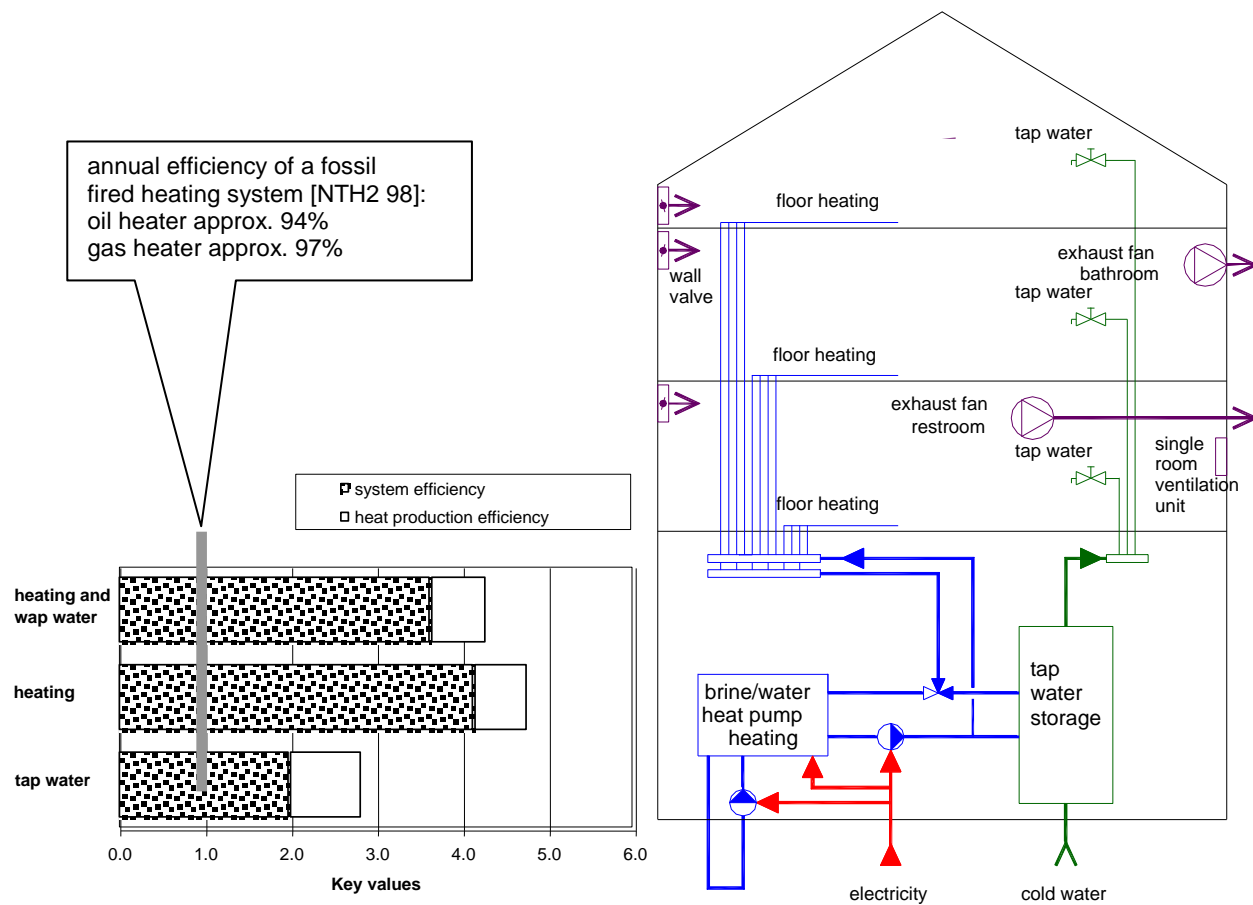 annual efficiency of a fossil
fired heating system [NTH2 98]:
oil heater approx. 94%
gas heater approx. 97%
system efficiency
heat production efficiency
heating and
wap water
heating
tap water
0.0 1.0 2.0 3.0 4.0 5.0 6.0
Key values
tap water
floor heating
wall
valve
exhaust fan
bathroom
tap water
floor heating
exhaust fan
restroom
tap water
single
room
ventilation
unit
floor heating
brine/water
heat pump
heating
tap
water
storage
electricity
cold water